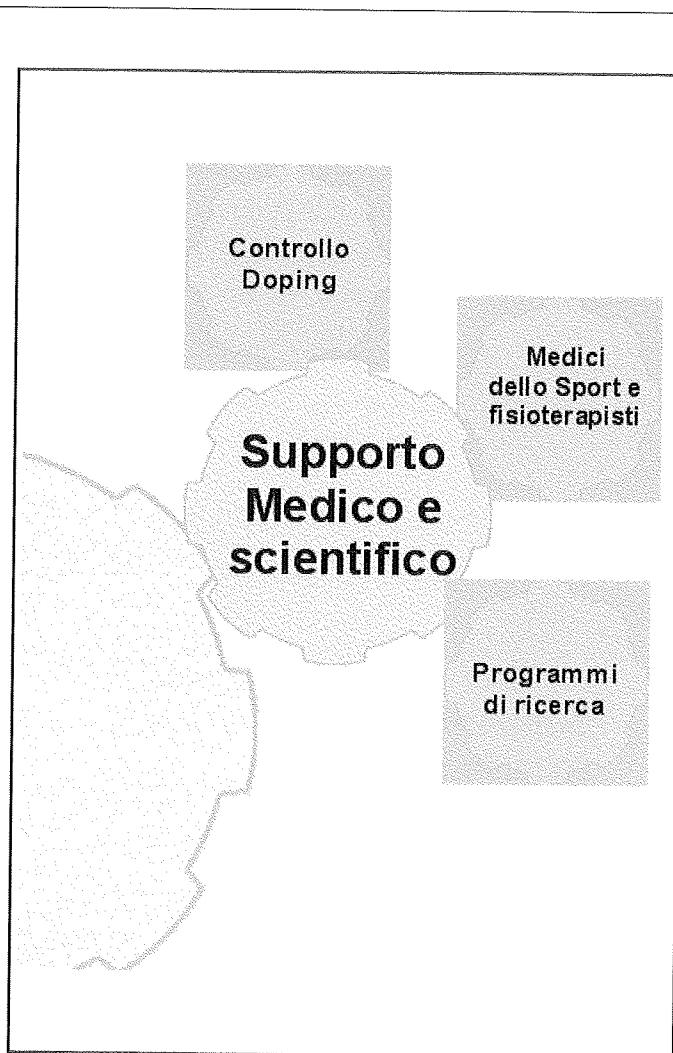 Controllo
Doping
Medici
dello Sport e
fisioterapisti
Supporto
Medico e
scientifico
Programmi
di ricerca